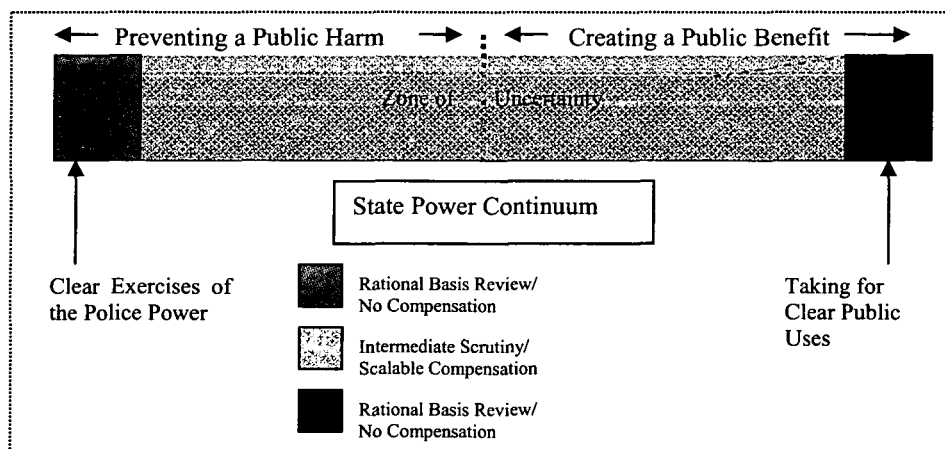 Preventing a Public Harm
Creating a Public Benefit
Zone of Uncertainty
State Power Continuum
Clear Exercises of
the Police Power
Rational Basis Review/
No Compensation
Intermediate Scrutiny/
Scalable Compensation
Rational Basis Review/
No Compensation
Taking for
Clear Public
Uses